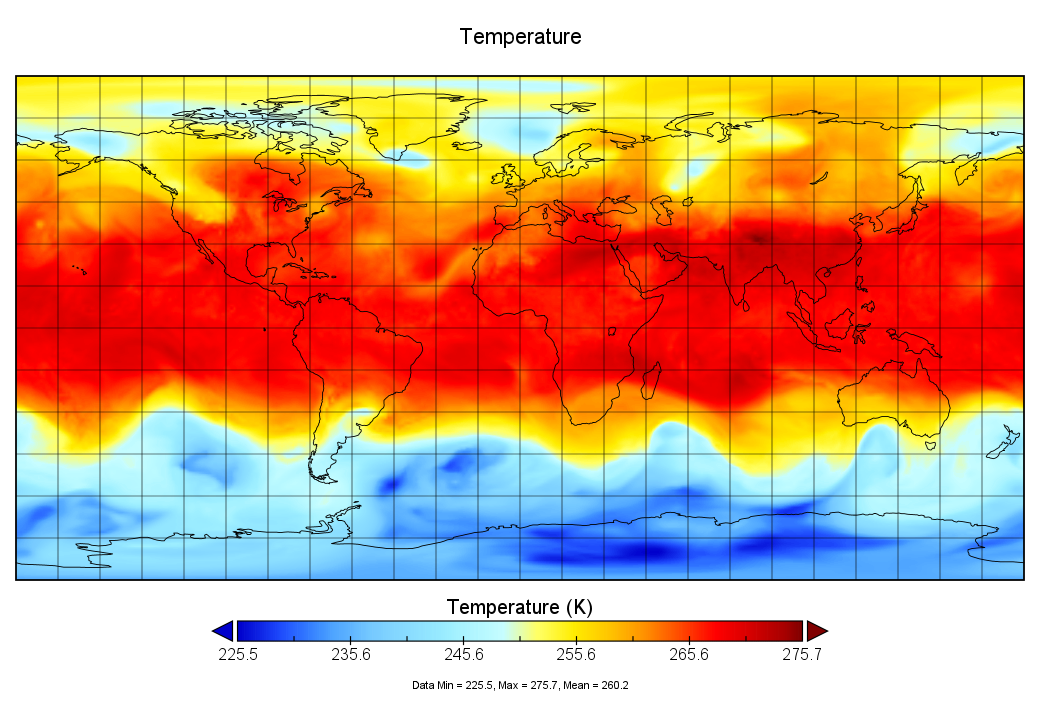 Temperature
Temperature (K)
225.5 235.6 245.6 255.6 265.6 275.7
Data Min = 225.5, Max = 275.7, Mean = 260.2